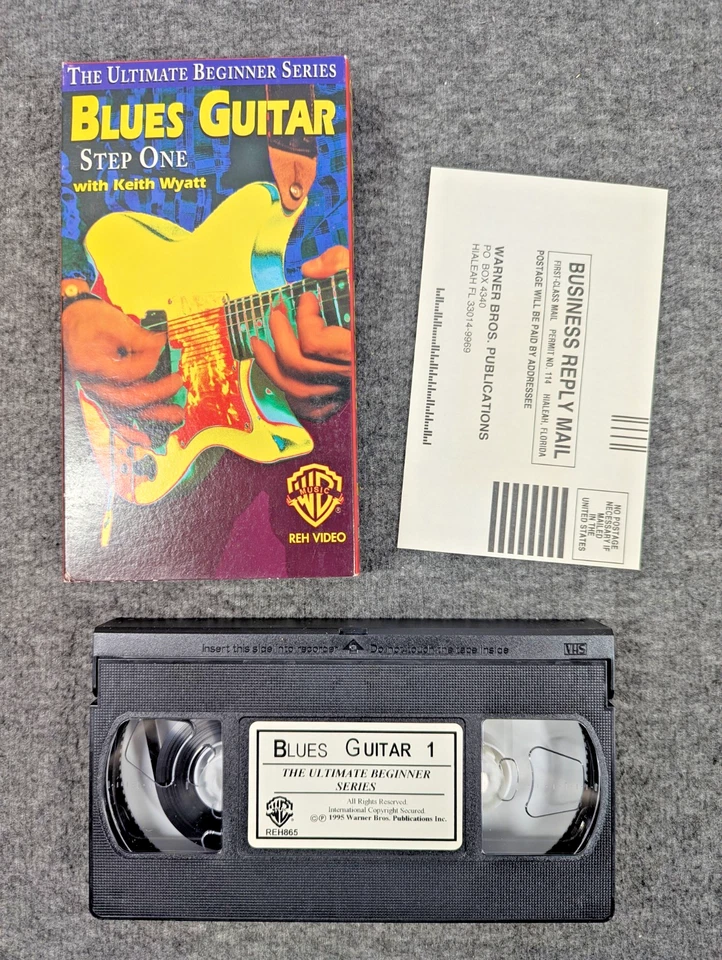 THE ULTIMATE BEGINNER SERIES
BLUES GUITAR
STEP ONE
with Keith Wyatt
WB
MUSIC
®
REH VIDEO
NO POSTAGE
NECESSARY IF
MAILED
IN THE
UNITED STATES
BUSINESS REPLY MAIL
FIRST-CLASS MAIL PERMIT NO. 114 HIALEAH, FLORIDA
POSTAGE WILL BE PAID BY ADDRESSEE
WARNER BROS. PUBLICATIONS
PO BOX 4340
HIALEAH FL 33014-9969
Insert this side into recorder Do not touch the tape inside
VHS
BLUES GUITAR 1
THE ULTIMATE BEGINNER
SERIES
All Rights Reserved.
International Copyright Secured.
©℗ 1995 Warner Bros. Publications Inc.
WB
REH865